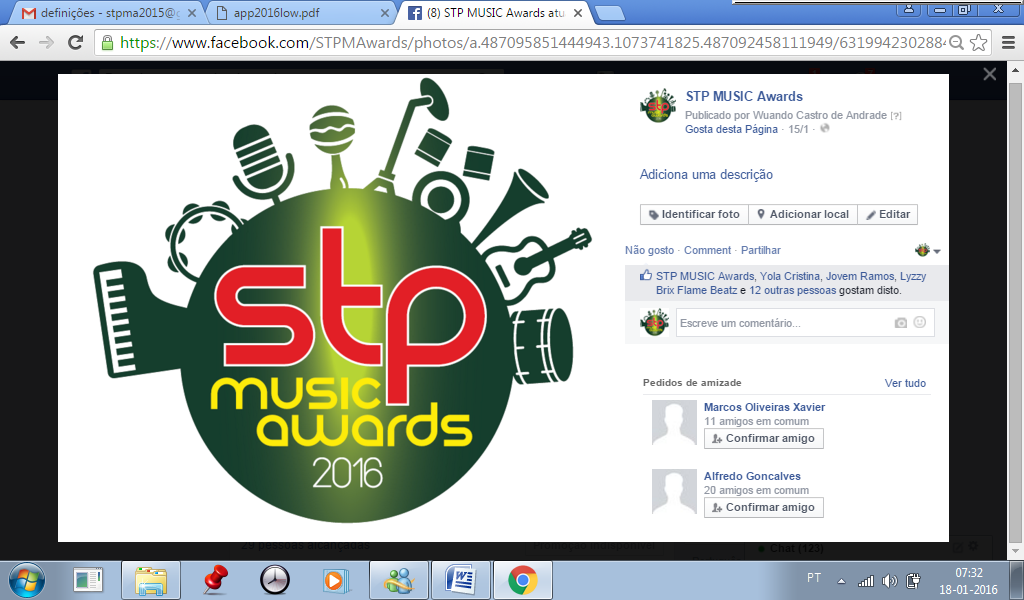 definições - stpma2015@g
app2016low.pdf
(8) STP MUSIC Awards atu
https://www.facebook.com/STPMAwards/photos/a.487095851444943.1073741825.487092458111949/631994230288
stp
music
awards
2016
STP MUSIC Awards
Publicado por Wuando Castro de Andrade [?]
Gosta desta Página · 15/1 ·
Adiciona uma descrição
Identificar foto
Adicionar local
Editar
Não gosto · Comment · Partilhar
STP MUSIC Awards, Yola Cristina, Jovem Ramos, Lyzzy
Brix Flame Beatz e 12 outras pessoas gostam disto.
Escreve um comentário...
Pedidos de amizade
Ver tudo
Marcos Oliveiras Xavier
11 amigos em comum
Confirmar amigo
Alfredo Goncalves
20 amigos em comum
Confirmar amigo
Chat (123)
PT
07:32
18-01-2016